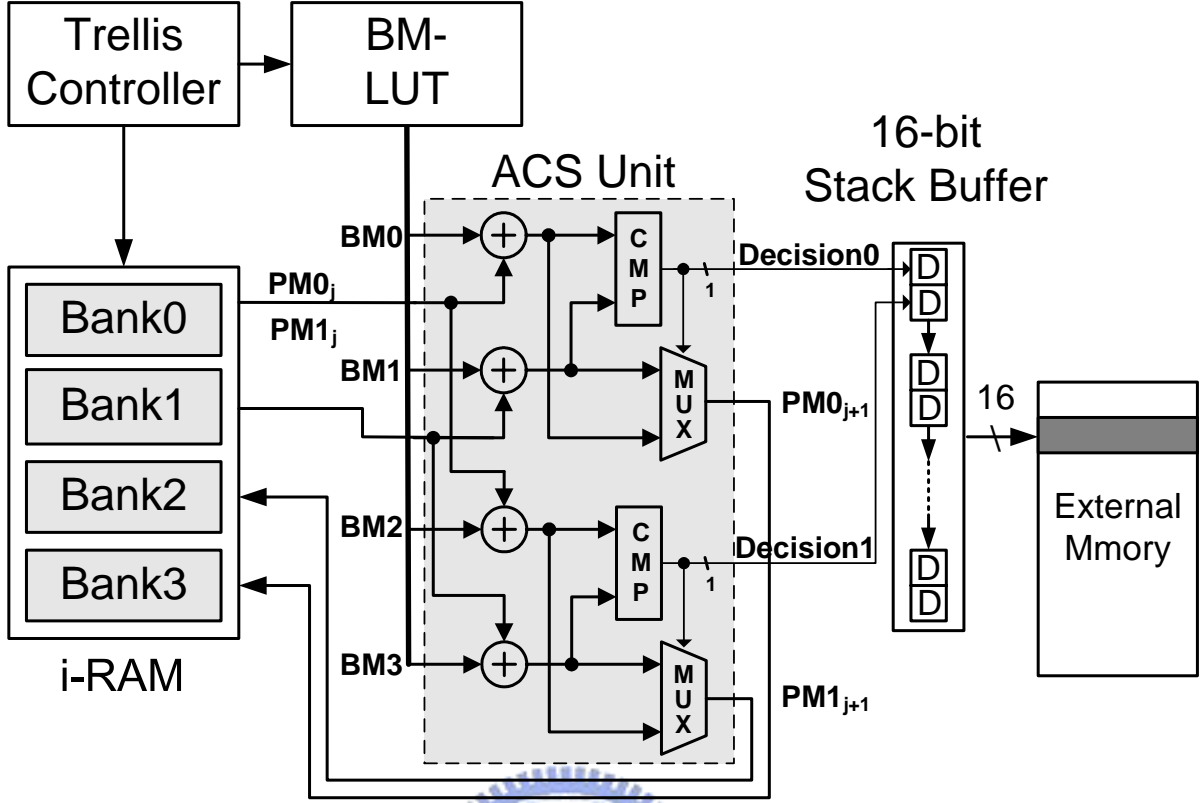 Trellis
Controller
BM-
LUT
16-bit
Stack Buffer
ACS Unit
BM0
C
M
P
1
Decision0
D
D
PM0j
PM1j
Bank0
Bank1
Bank2
Bank3
i-RAM
BM1
M
U
X
PM0j+1
D
D
16
External
Mmory
BM2
C
M
P
1
Decision1
D
D
BM3
M
U
X
PM1j+1